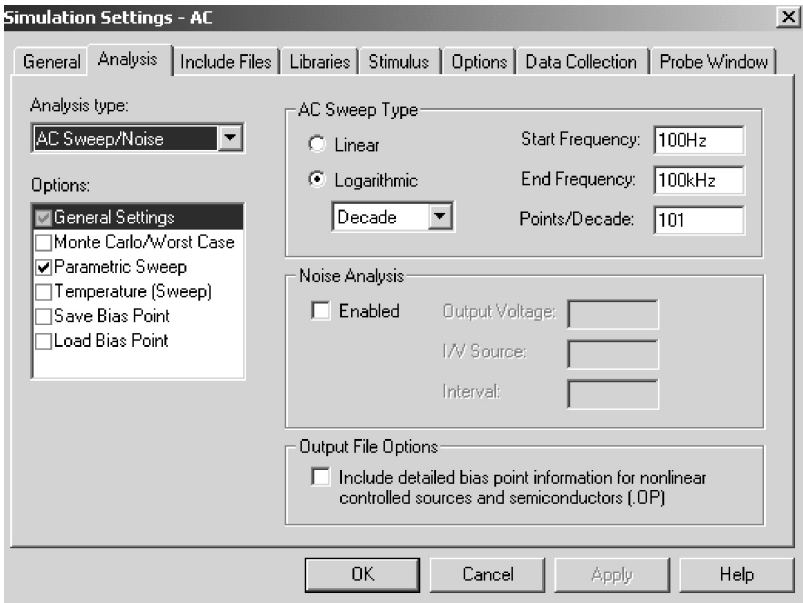 Simulation Settings - AC
General Analysis Include Files Libraries Stimulus Options Data Collection Probe Window
Analysis type:
AC Sweep/Noise
Options:
General Settings
Monte Carlo/Worst Case
Parametric Sweep
Temperature (Sweep)
Save Bias Point
Load Bias Point
AC Sweep Type
Linear
Logarithmic
Decade
Start Frequency: 100Hz
End Frequency: 100kHz
Points/Decade: 101
Noise Analysis
Enabled
Output Voltage:
I/V Source:
Interval:
Output File Options
Include detailed bias point information for nonlinear
controlled sources and semiconductors (.OP)
OK Cancel Apply Help